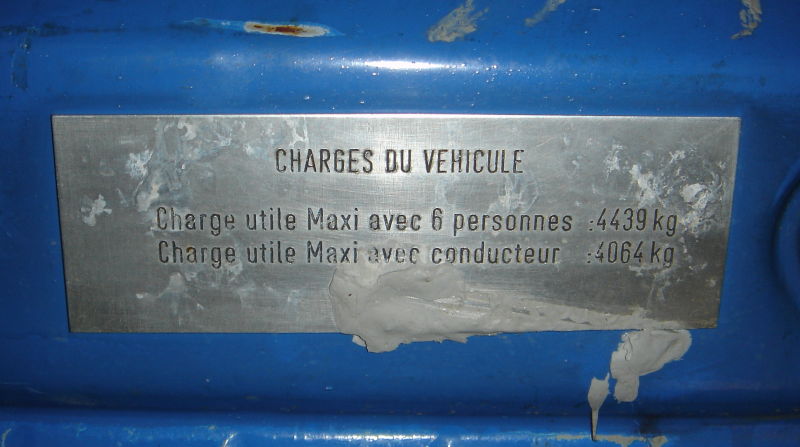 CHARGES DU VEHICULE
Charge utile Maxi avec 6 personnes :4439 kg
Charge utile Maxi avec conducteur :4064 kg